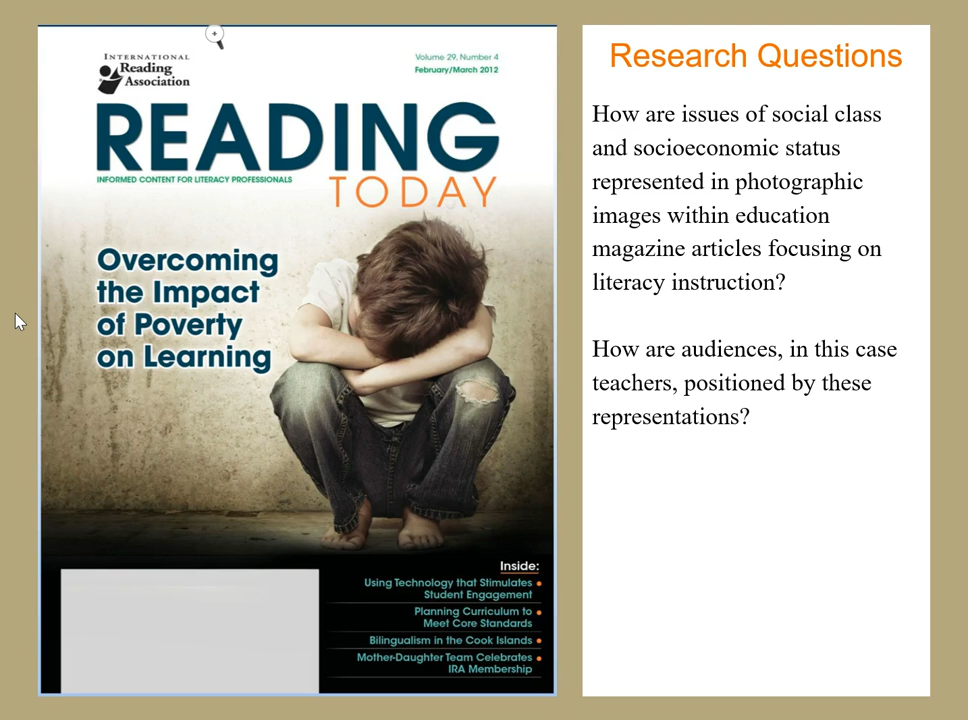 INTERNATIONAL
Reading
Association
Volume 29, Number 4
February/March 2012
READING
INFORMED CONTENT FOR LITERACY PROFESSIONALS
TODAY
Overcoming
the Impact
of Poverty
on Learning
Inside:
Using Technology that Stimulates
Student Engagement
Planning Curriculum to
Meet Core Standards
Bilingualism in the Cook Islands
Mother-Daughter Team Celebrates
IRA Membership
Research Questions
How are issues of social class
and socioeconomic status
represented in photographic
images within education
magazine articles focusing on
literacy instruction?
How are audiences, in this case
teachers, positioned by these
representations?